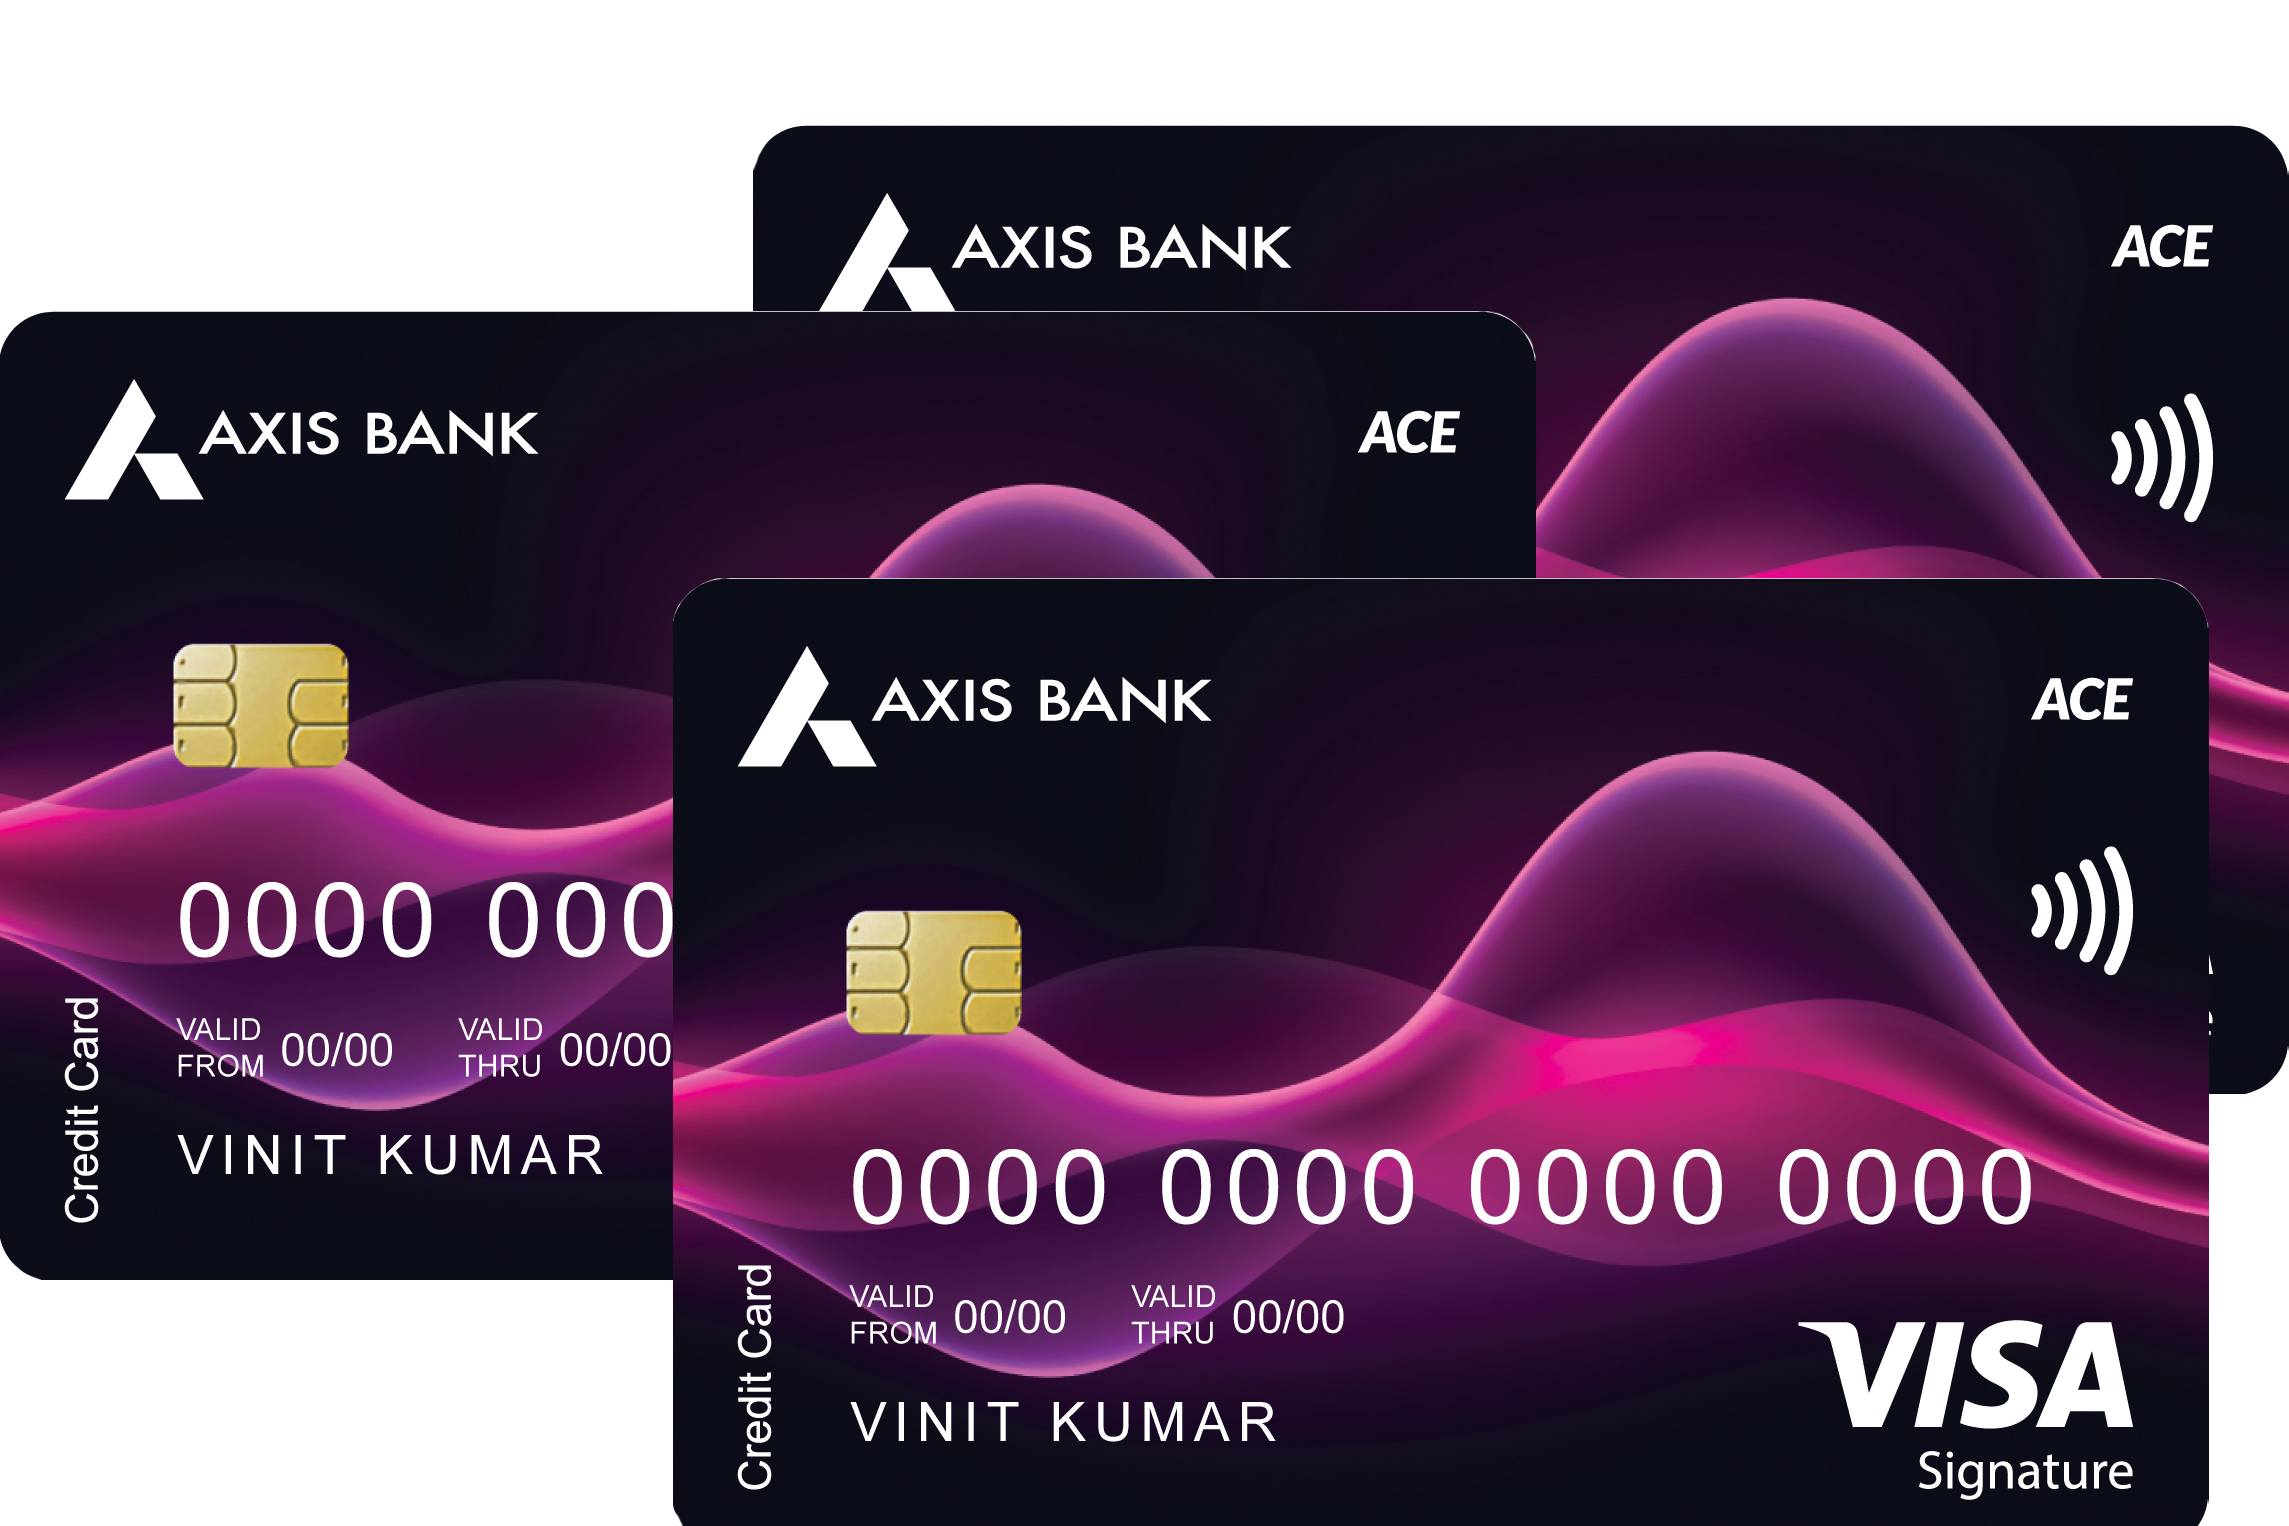 AXIS BANK
ACE
AXIS BANK
ACE
0000 000
VALID FROM 00/00 VALID THRU 00/00
Credit Card
VINIT KUMAR
AXIS BANK
ACE
0000 0000 0000 0000
VALID FROM 00/00 VALID THRU 00/00
Credit Card
VINIT KUMAR
VISA
Signature